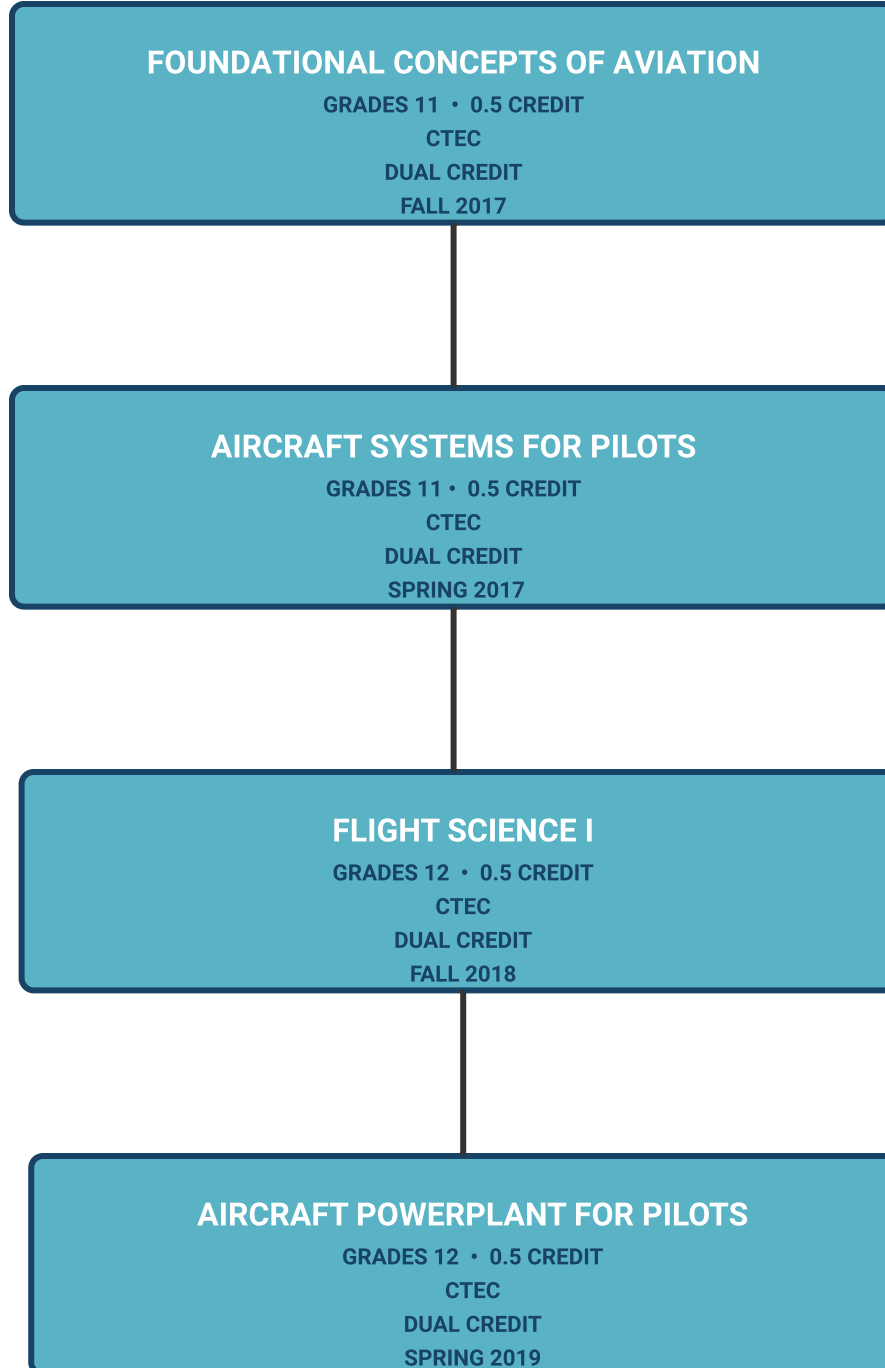 FOUNDATIONAL CONCEPTS OF AVIATION
GRADES 11 • 0.5 CREDIT
CTEC
DUAL CREDIT
FALL 2017
AIRCRAFT SYSTEMS FOR PILOTS
GRADES 11 • 0.5 CREDIT
CTEC
DUAL CREDIT
SPRING 2017
FLIGHT SCIENCE I
GRADES 12 • 0.5 CREDIT
CTEC
DUAL CREDIT
FALL 2018
AIRCRAFT POWERPLANT FOR PILOTS
GRADES 12 • 0.5 CREDIT
CTEC
DUAL CREDIT
SPRING 2019